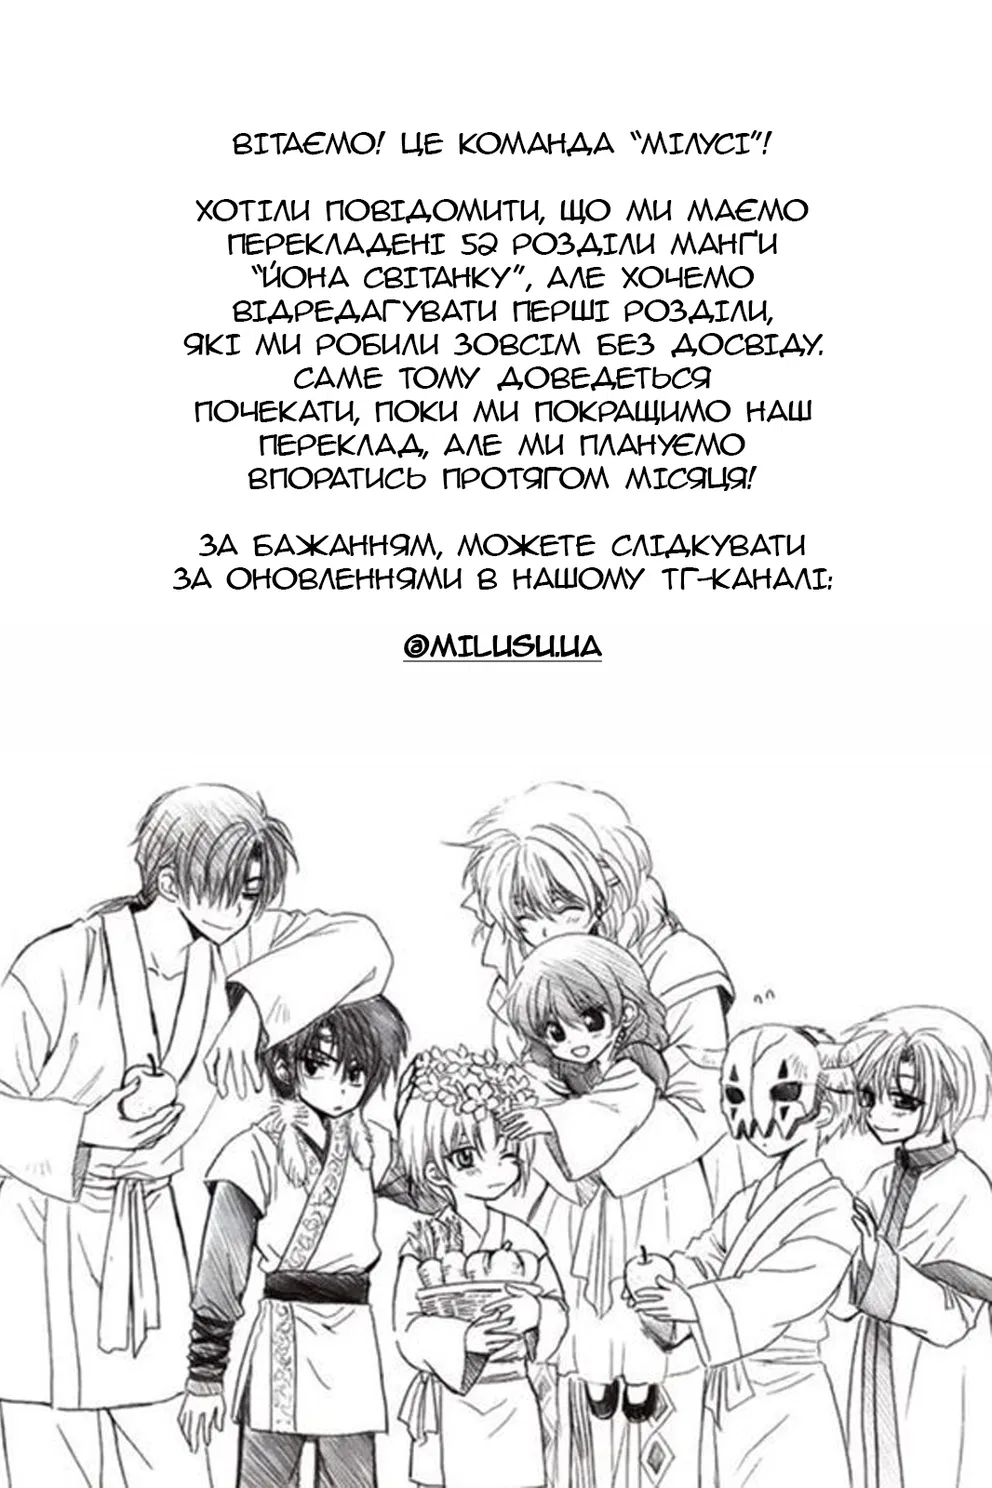 ВІТАЄМО! ЦЕ КОМАНДА "МІЛУСІ"!
ХОТІЛИ ПОВІДОМИТИ, ЩО МИ МАЄМО
ПЕРЕКЛАДЕНІ 52 РОЗДІЛИ МАНҐИ
"ЙОНА СВІТАНКУ", АЛЕ ХОЧЕМО
ВІДРЕДАГУВАТИ ПЕРШІ РОЗДІЛИ,
ЯКІ МИ РОБИЛИ ЗОВСІМ БЕЗ ДОСВІДУ.
САМЕ ТОМУ ДОВЕДЕТЬСЯ
ПОЧЕКАТИ, ПОКИ МИ ПОКРАЩИМО НАШ
ПЕРЕКЛАД, АЛЕ МИ ПЛАНУЄМО
ВПОРАТИСЬ ПРОТЯГОМ МІСЯЦЯ!
ЗА БАЖАННЯМ, МОЖЕТЕ СЛІДКУВАТИ
ЗА ОНОВЛЕННЯМИ В НАШОМУ ТГ-КАНАЛІ:
@MILUSU.UA